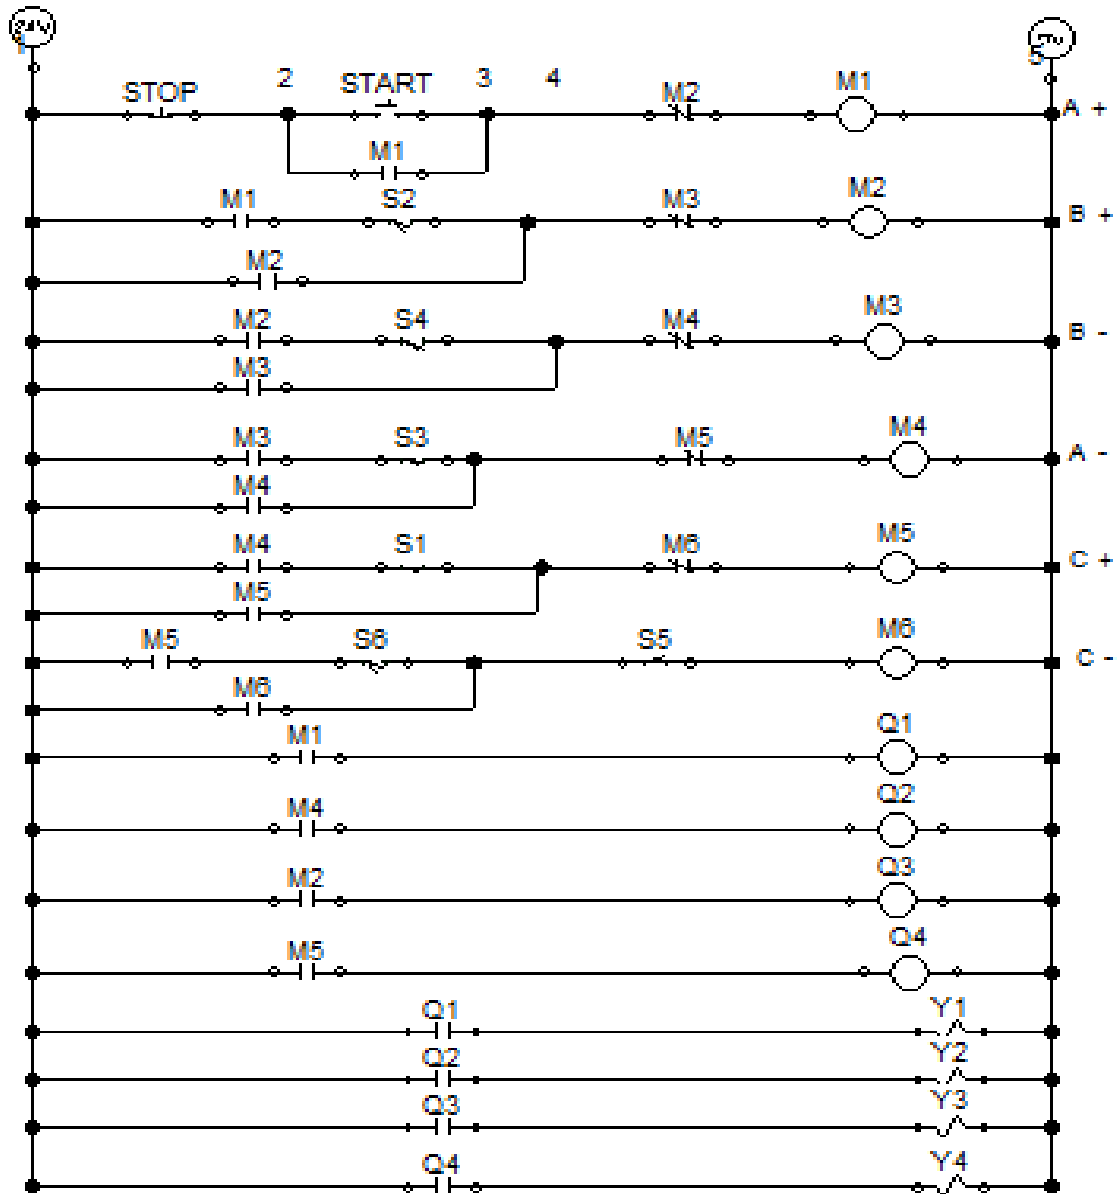 24V
1
5
STOP 2 START 3 4 M2 M1 A +
M1
M1 S2 M3 M2 B +
M2
M2 S4 M4 M3 B -
M3
M3 S3 M5 M4 A -
M4
M4 S1 M6 M5 C +
M5
M5 S6 S5 M6 C -
M6
M1 Q1
M4 Q2
M2 Q3
M5 Q4
Q1 Y1
Q2 Y2
Q3 Y3
Q4 Y4